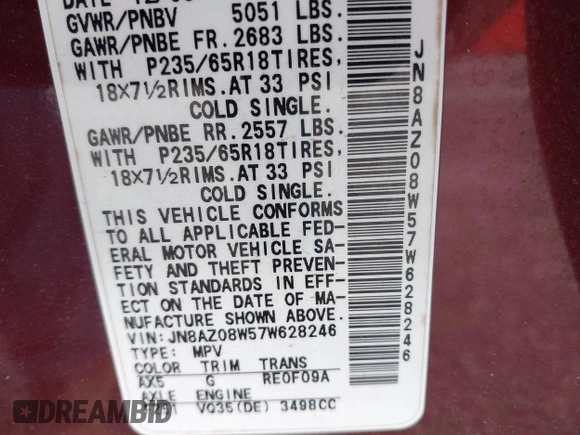 DATE
GVWR/PNBV 5051 LBS.
GAWR/PNBE FR. 2683 LBS.
WITH P235/65R18TIRES,
18X7½RIMS.AT 33 PSI
COLD SINGLE.
GAWR/PNBE RR. 2557 LBS.
WITH P235/65R18TIRES,
18X7½RIMS.AT 33 PSI
COLD SINGLE.
THIS VEHICLE CONFORMS
TO ALL APPLICABLE FED-
ERAL MOTOR VEHICLE SA-
FETY AND THEFT PREVEN-
TION STANDARDS IN EFF-
ECT ON THE DATE OF MA-
NUFACTURE SHOWN ABOVE.
VIN: JN8AZ08W57W628246
TYPE: MPV
COLOR TRIM TRANS
AX5 G RE0F09A
AXLE ENGINE
VQ35(DE) 3498CC
JN8AZ08W57W628246
AUTOBIDMASTER